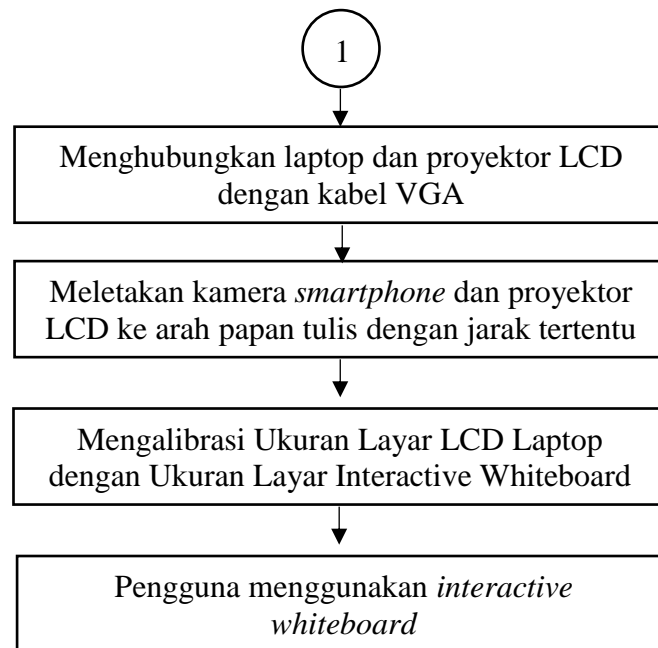 1
Menghubungkan laptop dan proyektor LCD
dengan kabel VGA
Meletakan kamera smartphone dan proyektor
LCD ke arah papan tulis dengan jarak tertentu
Mengalibrasi Ukuran Layar LCD Laptop
dengan Ukuran Layar Interactive Whiteboard
Pengguna menggunakan interactive
whiteboard